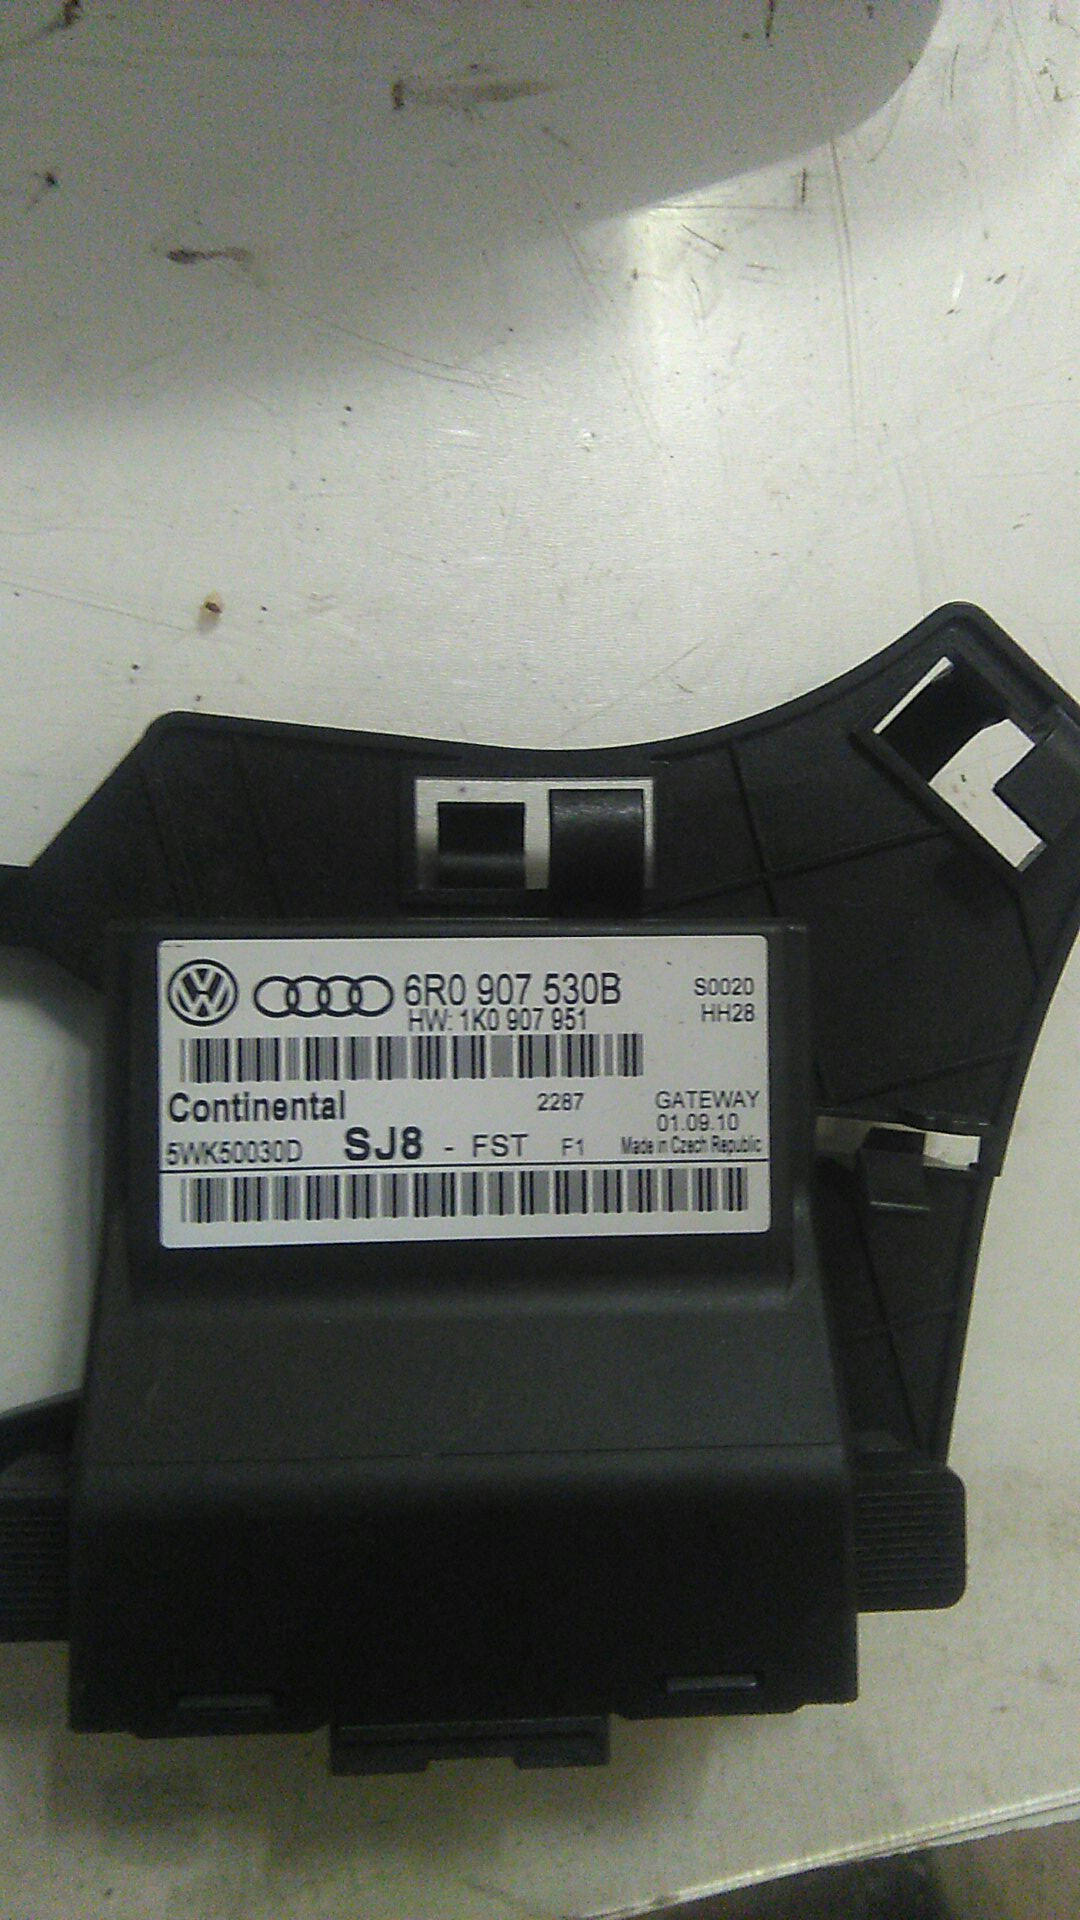 6R0 907 530B S0020
HW: 1K0 907 951 HH28
Continental 2287 GATEWAY
01.09.10
5WK50030D SJ8 - FST F1 Made in Czech Republic